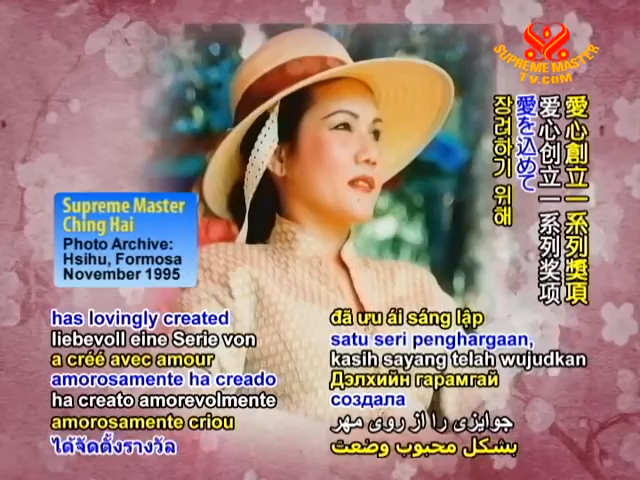 SUPREME MASTER
TV.COM
愛心創立一系列獎項
爱心创立一系列奖项
愛を込めて
장려하기 위해
Supreme Master
Ching Hai
Photo Archive:
Hsihu, Formosa
November 1995
has lovingly created
liebevoll eine Serie von
a créé avec amour
amorosamente ha creado
ha creato amorevolmente
amorosamente criou
ได้จัดตั้งรางวัล
đã ưu ái sáng lập
satu seri penghargaan,
kasih sayang telah wujudkan
Дэлхийн гарамгай
создала
جوایزی را از روی مهر
بشكل محبوب وضعت